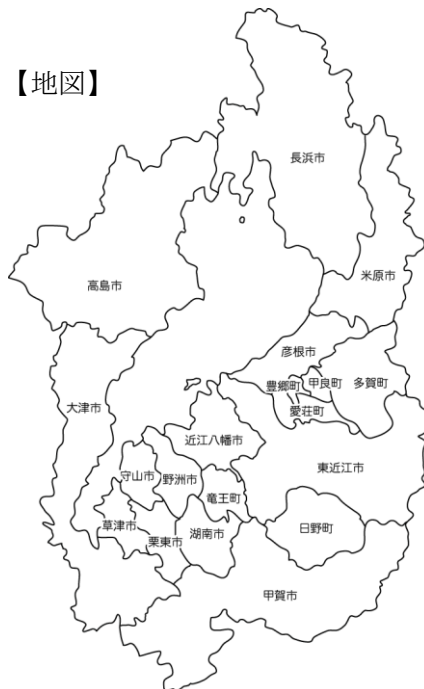 【地図】
長浜市
米原市
高島市
彦根市
豊郷町
甲良町
多賀町
愛荘町
大津市
近江八幡市
東近江市
守山市
野洲市
竜王町
草津市
栗東市
湖南市
日野町
甲賀市